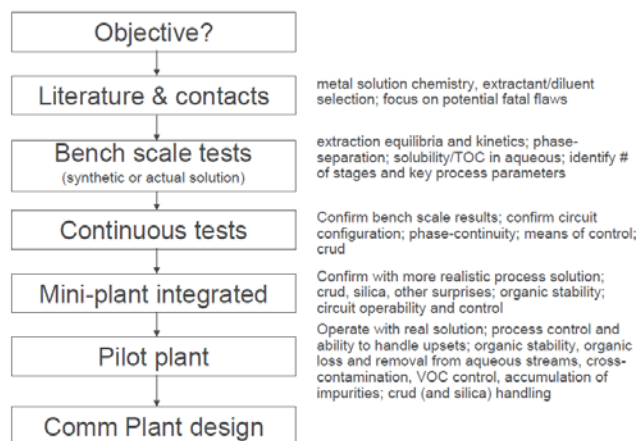 Objective?
Literature & contacts
metal solution chemistry, extractant/diluent
selection; focus on potential fatal flaws
Bench scale tests
(synthetic or actual solution)
extraction equilibria and kinetics; phase-
separation; solubility/TOC in aqueous; identify #
of stages and key process parameters
Continuous tests
Confirm bench scale results; confirm circuit
configuration; phase-continuity; means of control;
crud
Mini-plant integrated
Confirm with more realistic process solution;
crud, silica, other surprises; organic stability;
circuit operability and control
Pilot plant
Operate with real solution; process control and
ability to handle upsets; organic stability, organic
loss and removal from aqueous streams, cross-
contamination, VOC control, accumulation of
impurities; crud (and silica) handling
Comm Plant design